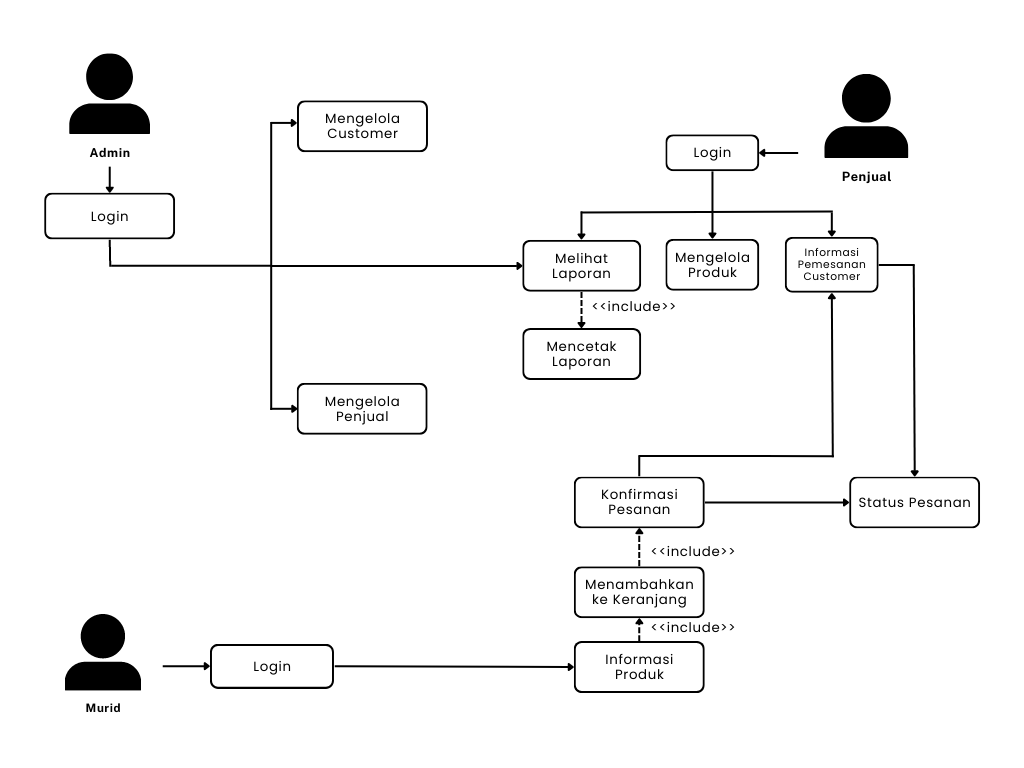 Admin
Login
Mengelola
Customer
Mengelola
Penjual
Penjual
Login
Melihat
Laporan
Mengelola
Produk
Informasi
Pemesanan
Customer
<<include>>
Mencetak
Laporan
Konfirmasi
Pesanan
Status Pesanan
<<include>>
Menambahkan
ke Keranjang
<<include>>
Informasi
Produk
Login
Murid